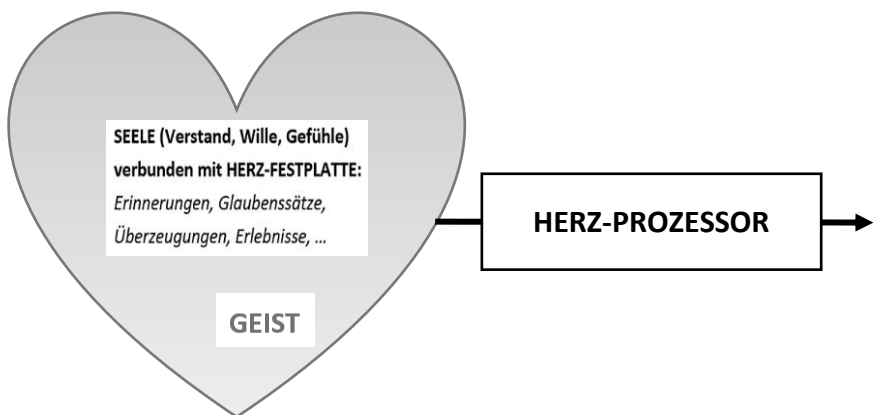 SEELE (Verstand, Wille, Gefühle)
verbunden mit HERZ-FESTPLATTE:
Erinnerungen, Glaubenssätze,
Überzeugungen, Erlebnisse, ...
GEIST
HERZ-PROZESSOR